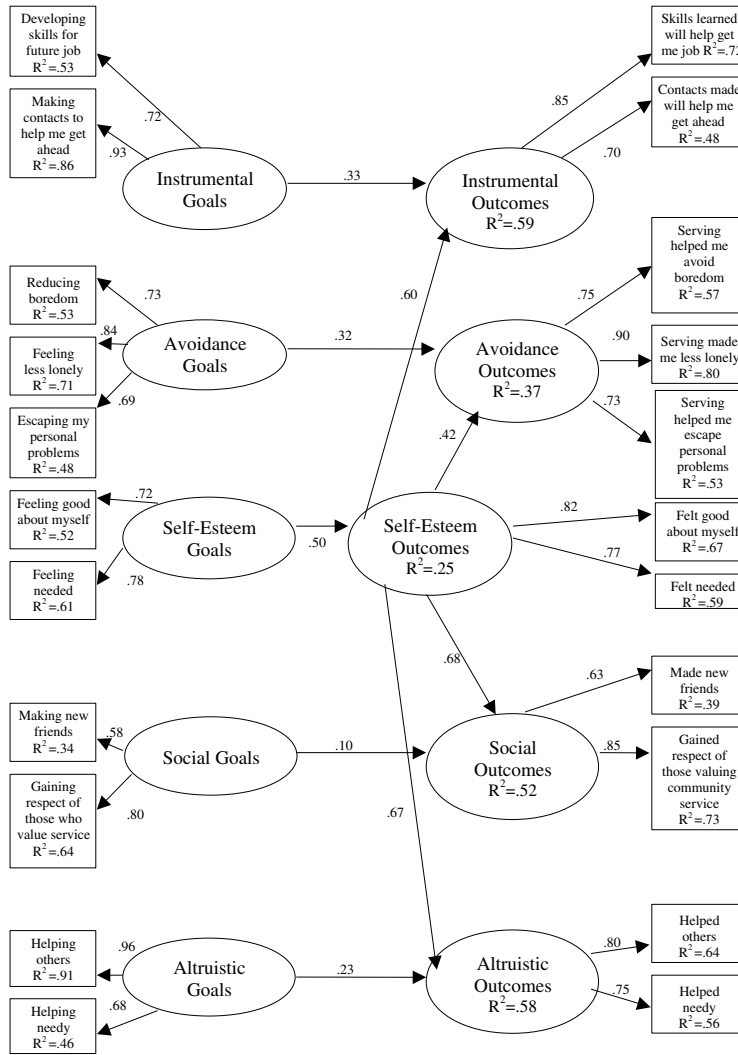 Developing
skills for
future job
R²=.53
Making
contacts to
help me get
ahead
R²=.86
.72
.93
Instrumental
Goals
.33
Instrumental
Outcomes
R²=.59
.85
.70
Skills learned
will help get
me job R²=.72
Contacts made
will help me
get ahead
R²=.48
Reducing
boredom
R²=.53
Feeling
less lonely
R²=.71
Escaping my
personal
problems
R²=.48
.73
.84
.69
Avoidance
Goals
.32
.60
Avoidance
Outcomes
R²=.37
.75
.90
.73
Serving
helped me
avoid
boredom
R²=.57
Serving made
me less lonely
R²=.80
Serving
helped me
escape
personal
problems
R²=.53
.42
Feeling good
about myself
R²=.52
Feeling
needed
R²=.61
.72
.78
Self-Esteem
Goals
.50
Self-Esteem
Outcomes
R²=.25
.82
.77
Felt good
about myself
R²=.67
Felt needed
R²=.59
.68
Making new
friends
R²=.34
Gaining
respect of
those who
value service
R²=.64
.58
.80
Social Goals
.10
.67
Social
Outcomes
R²=.52
.63
.85
Made new
friends
R²=.39
Gained
respect of
those valuing
community
service
R²=.73
Helping
others
R²=.91
Helping
needy
R²=.46
.96
.68
Altruistic
Goals
.23
Altruistic
Outcomes
R²=.58
.80
.75
Helped
others
R²=.64
Helped
needy
R²=.56